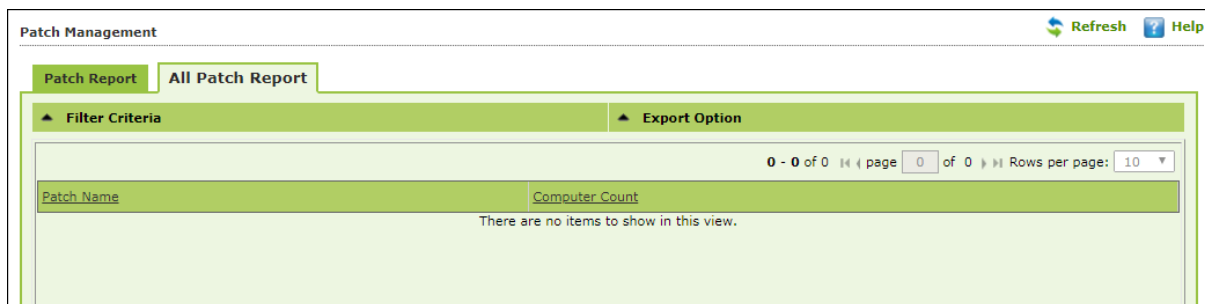 Patch Management Refresh Help
Patch Report All Patch Report
Filter Criteria Export Option
0 - 0 of 0 page 0 of 0 Rows per page: 10
Patch Name Computer Count
There are no items to show in this view.